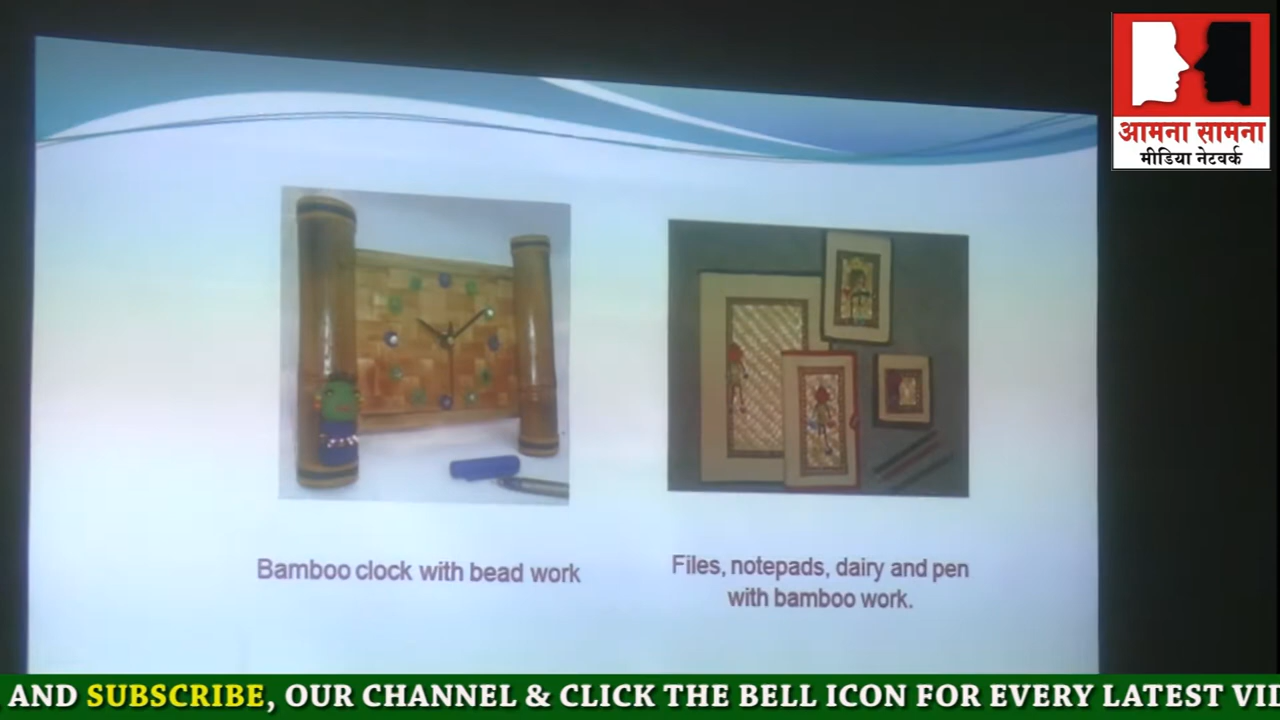 आमना सामना
मीडिया नेटवर्क
Bamboo clock with bead work
Files, notepads, dairy and pen
with bamboo work.
AND SUBSCRIBE, OUR CHANNEL & CLICK THE BELL ICON FOR EVERY LATEST